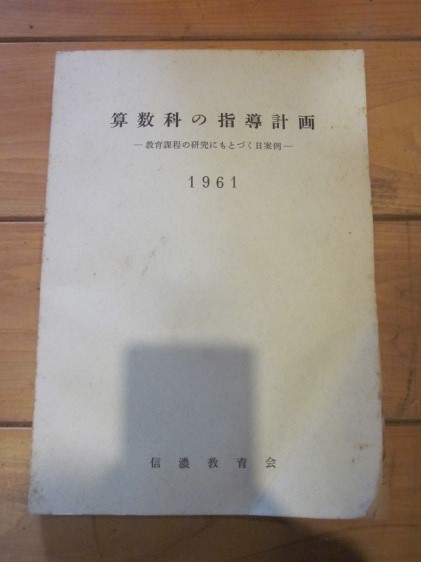 算数科の指導計画
―教育課程の研究にもとづく日案例―
1961
信濃教育会